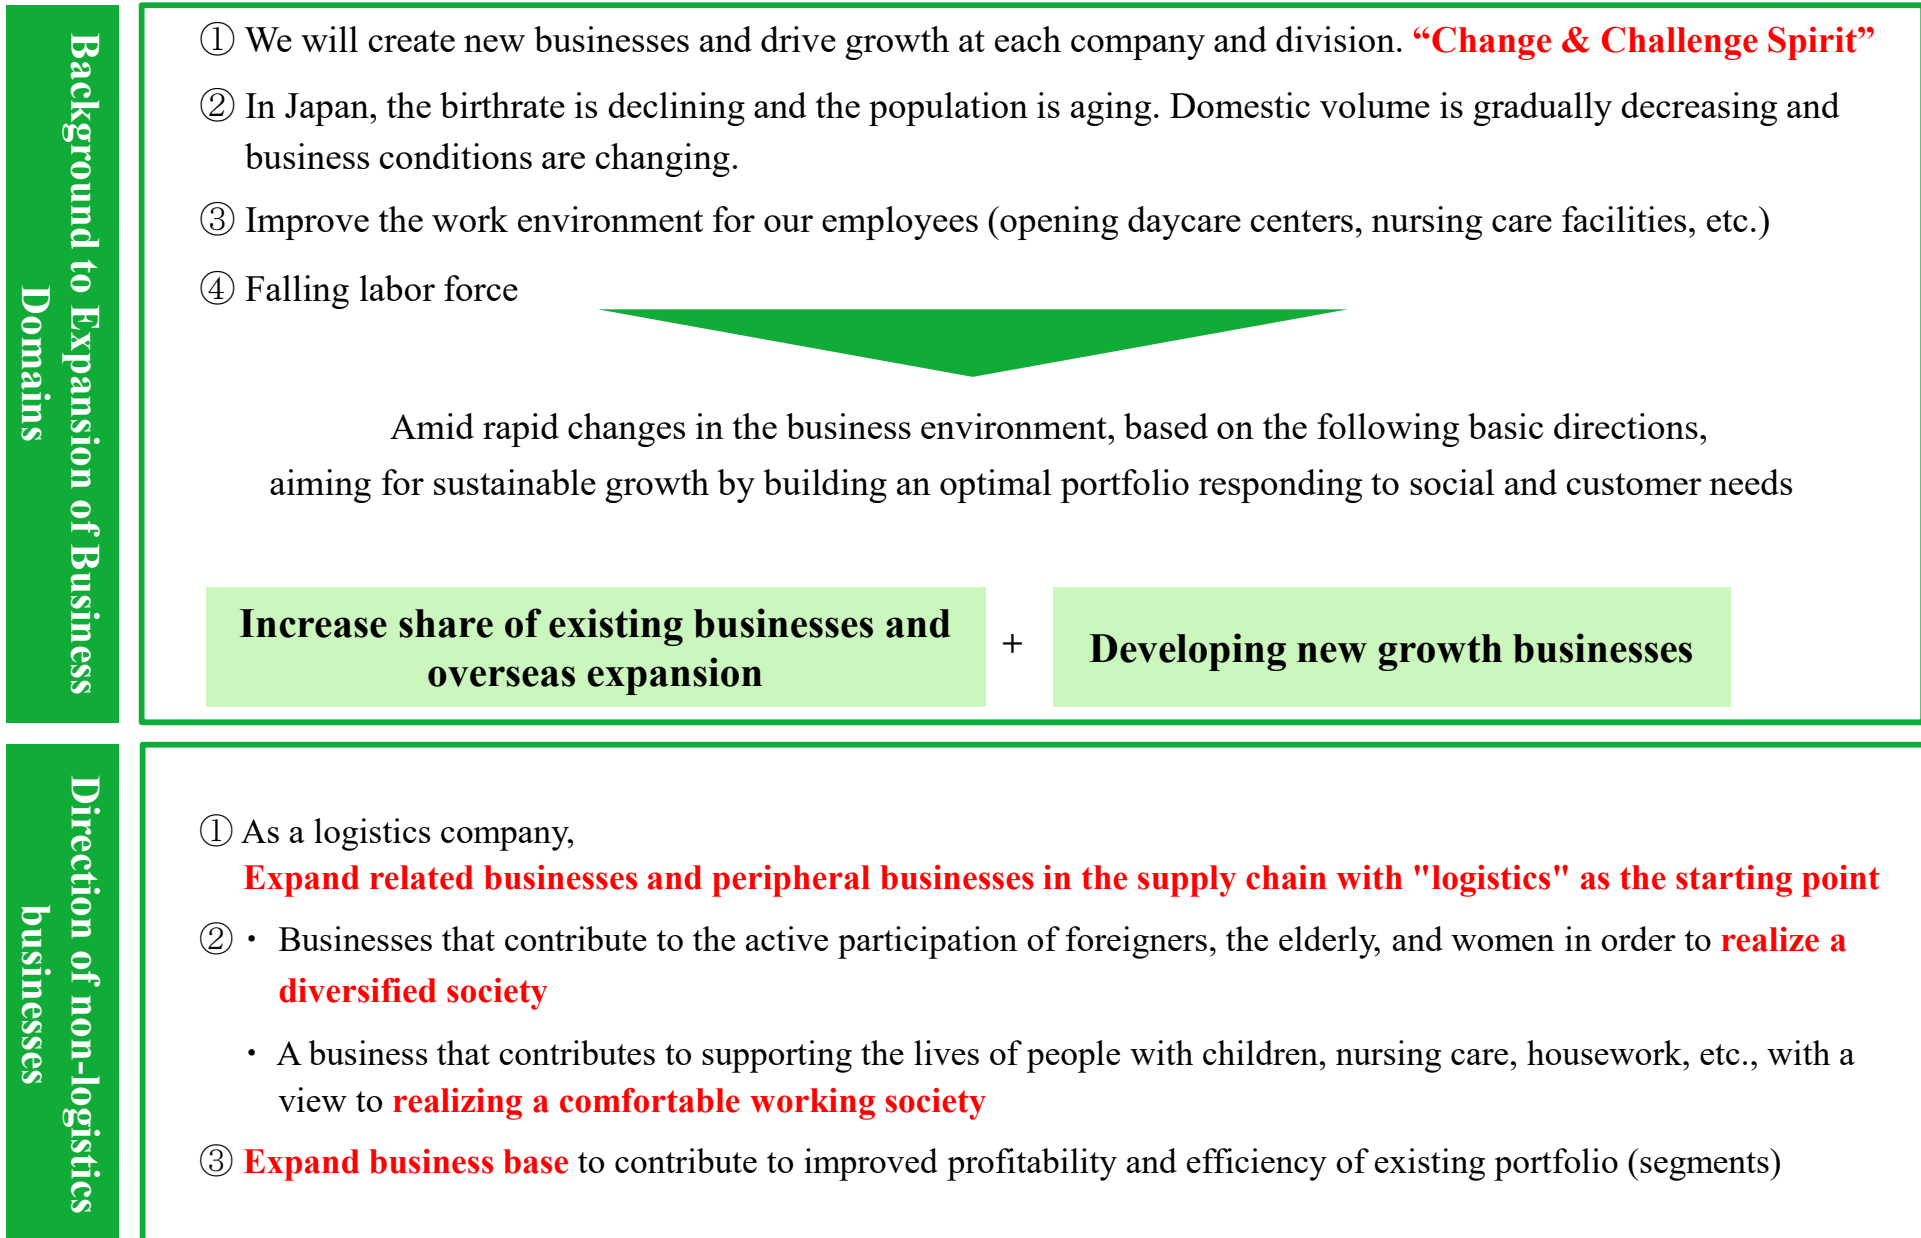 Background to Expansion of Business
Domains
① We will create new businesses and drive growth at each company and division. “Change & Challenge Spirit”
② In Japan, the birthrate is declining and the population is aging. Domestic volume is gradually decreasing and
business conditions are changing.
③ Improve the work environment for our employees (opening daycare centers, nursing care facilities, etc.)
④ Falling labor force
Amid rapid changes in the business environment, based on the following basic directions,
aiming for sustainable growth by building an optimal portfolio responding to social and customer needs
Increase share of existing businesses and
overseas expansion
+
Developing new growth businesses
Direction of non-logistics
businesses
① As a logistics company,
Expand related businesses and peripheral businesses in the supply chain with "logistics" as the starting point
② ・ Businesses that contribute to the active participation of foreigners, the elderly, and women in order to realize a
diversified society
・ A business that contributes to supporting the lives of people with children, nursing care, housework, etc., with a
view to realizing a comfortable working society
③ Expand business base to contribute to improved profitability and efficiency of existing portfolio (segments)